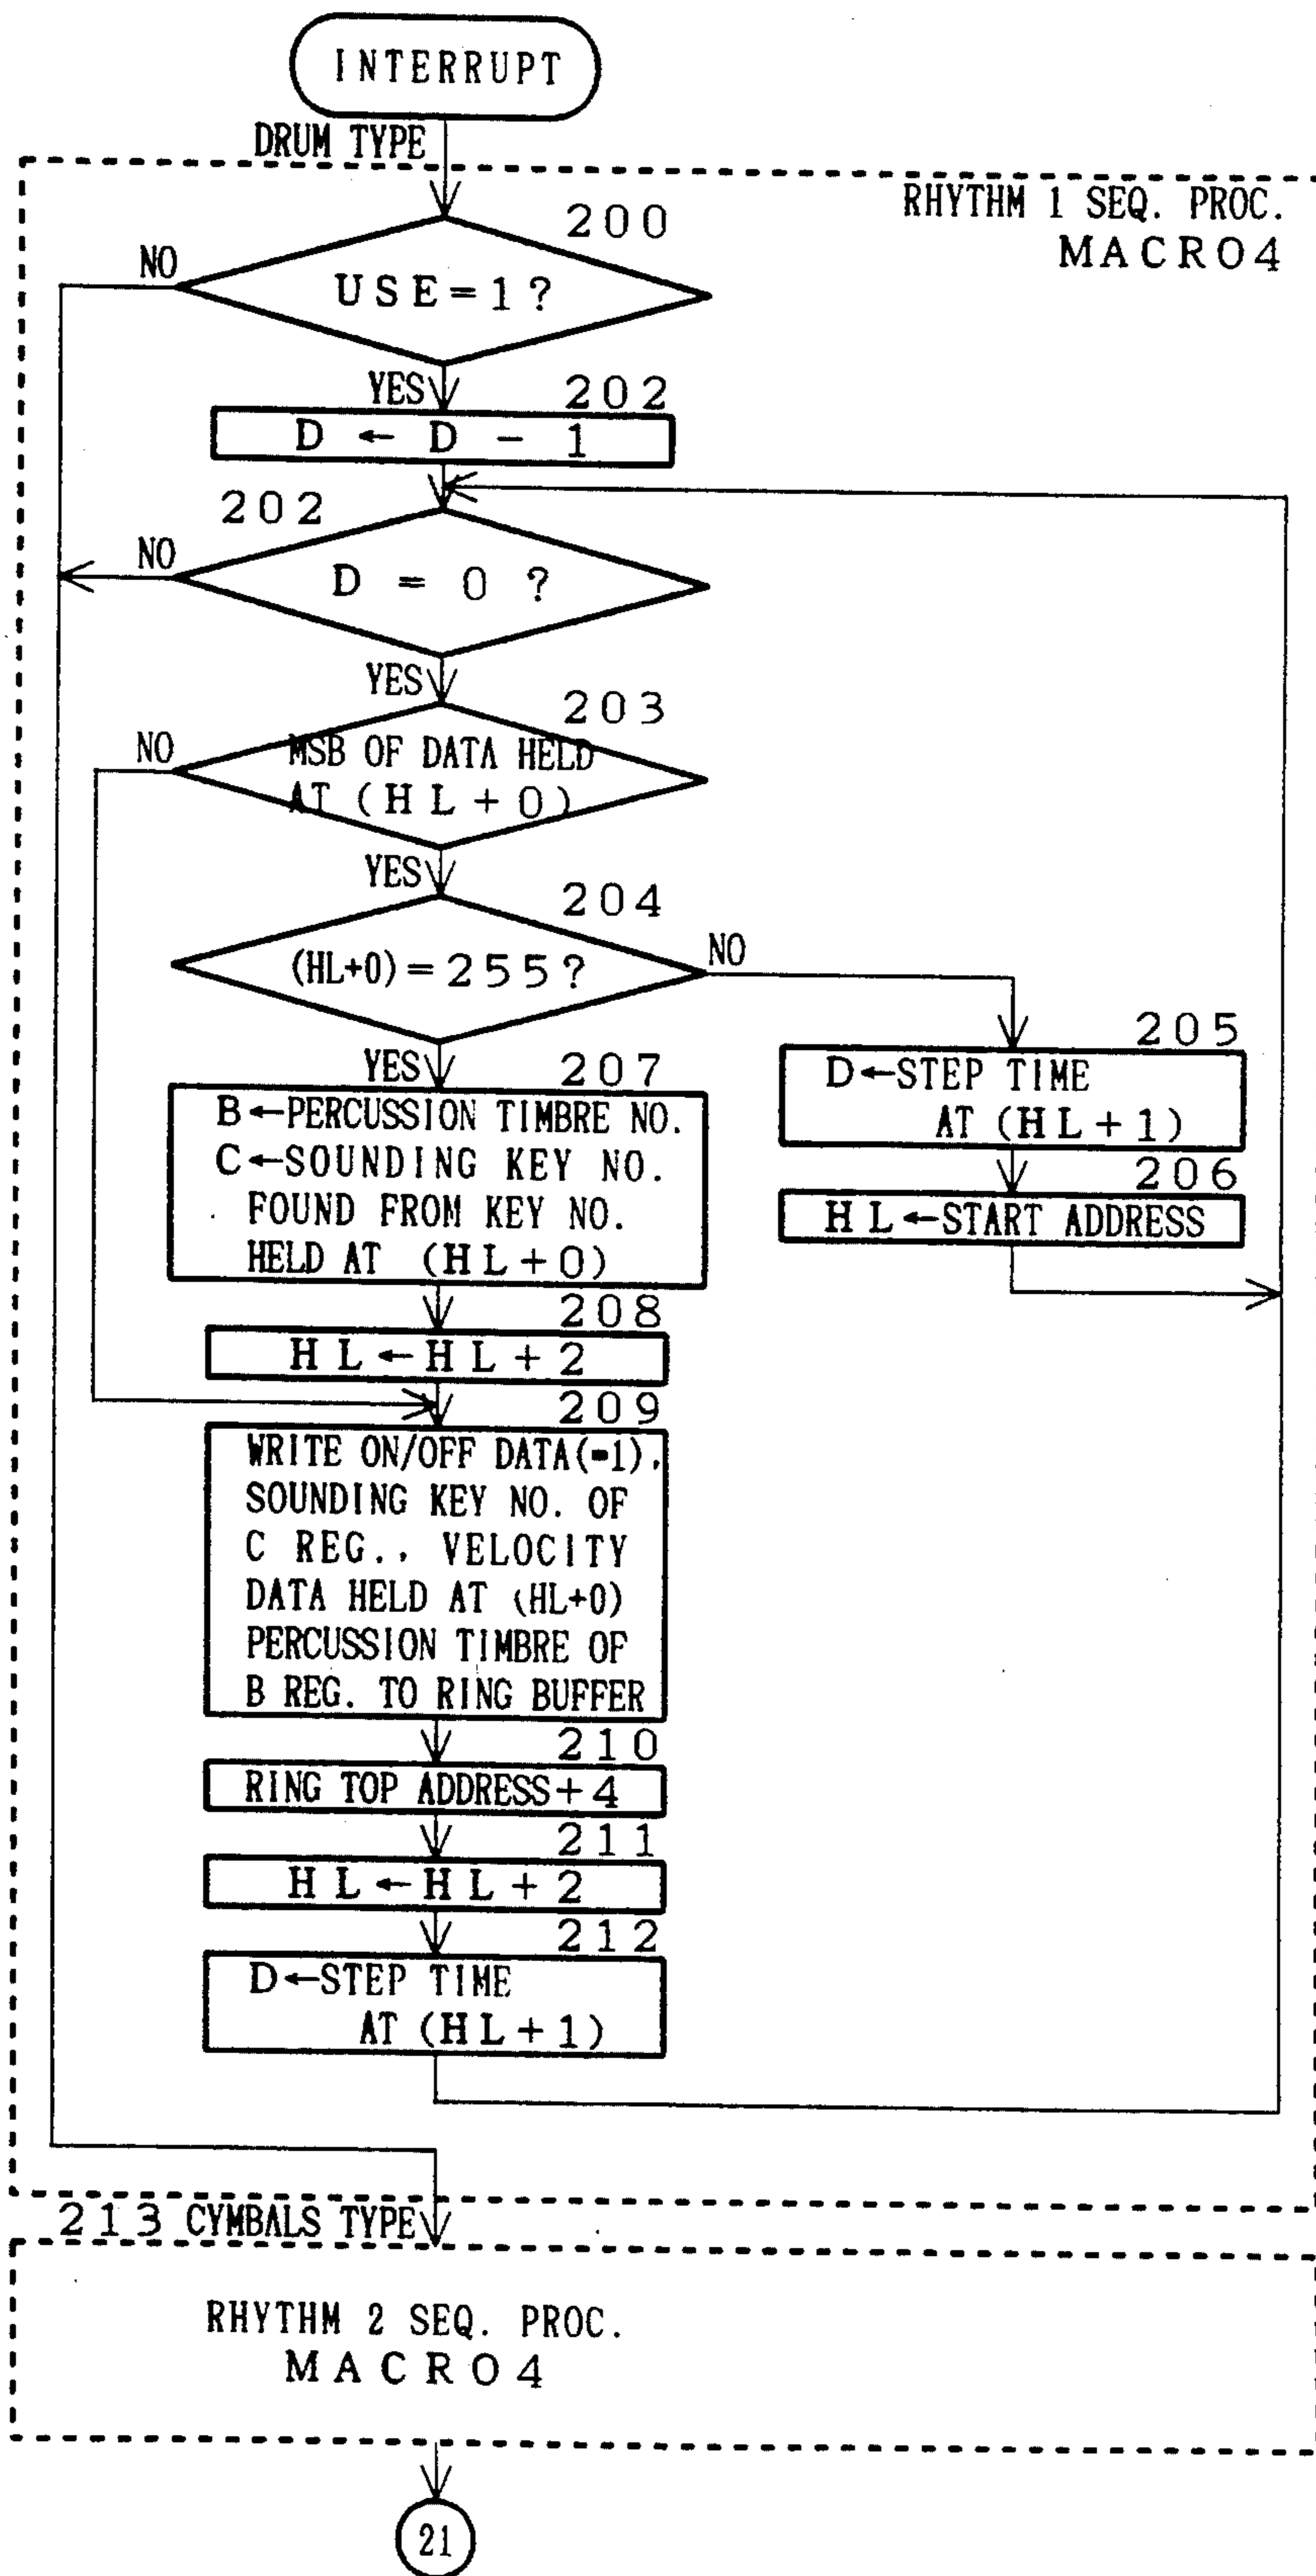 INTERRUPT
DRUM TYPE
RHYTHM 1 SEQ. PROC.
MACRO4
200
NO
USE=1?
YES
202
D ← D - 1
202
NO
D = 0 ?
YES
203
NO
MSB OF DATA HELD
AT (HL+0)
YES
204
(HL+0)=255?
NO
YES
205
D←STEP TIME
AT (HL+1)
206
HL←START ADDRESS
207
B←PERCUSSION TIMBRE NO.
C←SOUNDING KEY NO.
FOUND FROM KEY NO.
HELD AT (HL+0)
208
HL←HL+2
209
WRITE ON/OFF DATA(=1),
SOUNDING KEY NO. OF
C REG., VELOCITY
DATA HELD AT (HL+0)
PERCUSSION TIMBRE OF
B REG. TO RING BUFFER
210
RING TOP ADDRESS+4
211
HL←HL+2
212
D←STEP TIME
AT (HL+1)
213 CYMBALS TYPE
RHYTHM 2 SEQ. PROC.
MACRO4
21